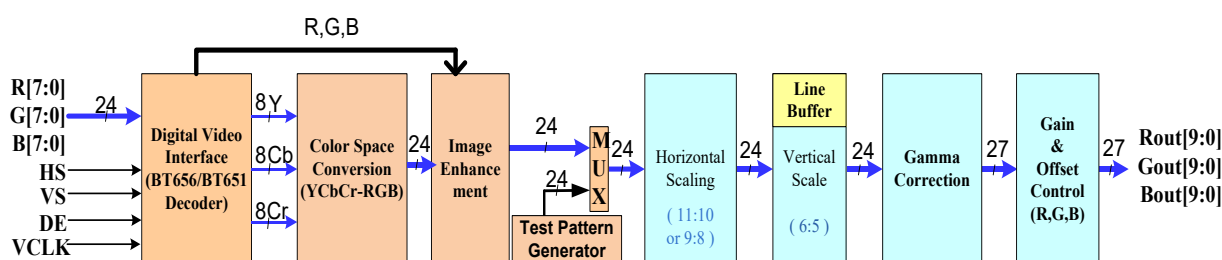 R,G,B
R[7:0]
G[7:0]
B[7:0]
24
HS
VS
DE
VCLK
Digital Video
Interface
(BT656/BT651
Decoder)
8Y
8Cb
8Cr
Color Space
Conversion
(YCbCr-RGB)
24
Image
Enhance
ment
24
24
Test Pattern
Generator
M
U
X
24
Horizontal
Scaling
( 11:10
or 9:8 )
24
Line
Buffer
Vertical
Scale
( 6:5 )
24
Gamma
Correction
27
Gain
&
Offset
Control
(R,G,B)
27
Rout[9:0]
Gout[9:0]
Bout[9:0]